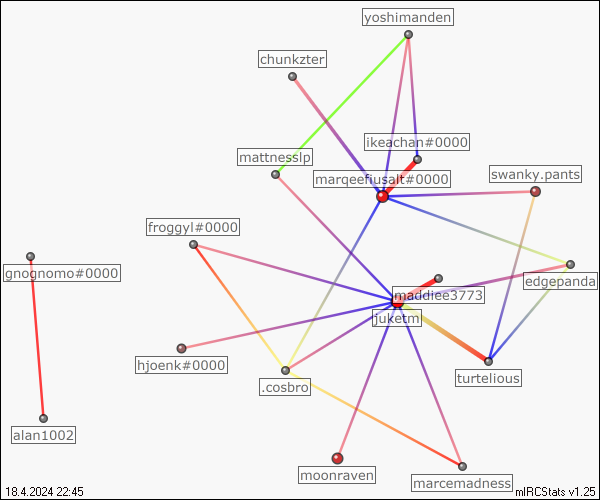 yoshimanden
chunkzter
ikeachan#0000
mattnesslp
marqeefiusalt#0000
swanky.pants
froggyl#0000
gnognomo#0000
edgepanda
maddiee3773
juketm
hjoenk#0000
turtelious
.cosbro
alan1002
moonraven
marcemadness
18.4.2024 22:45
mIRCStats v1.25